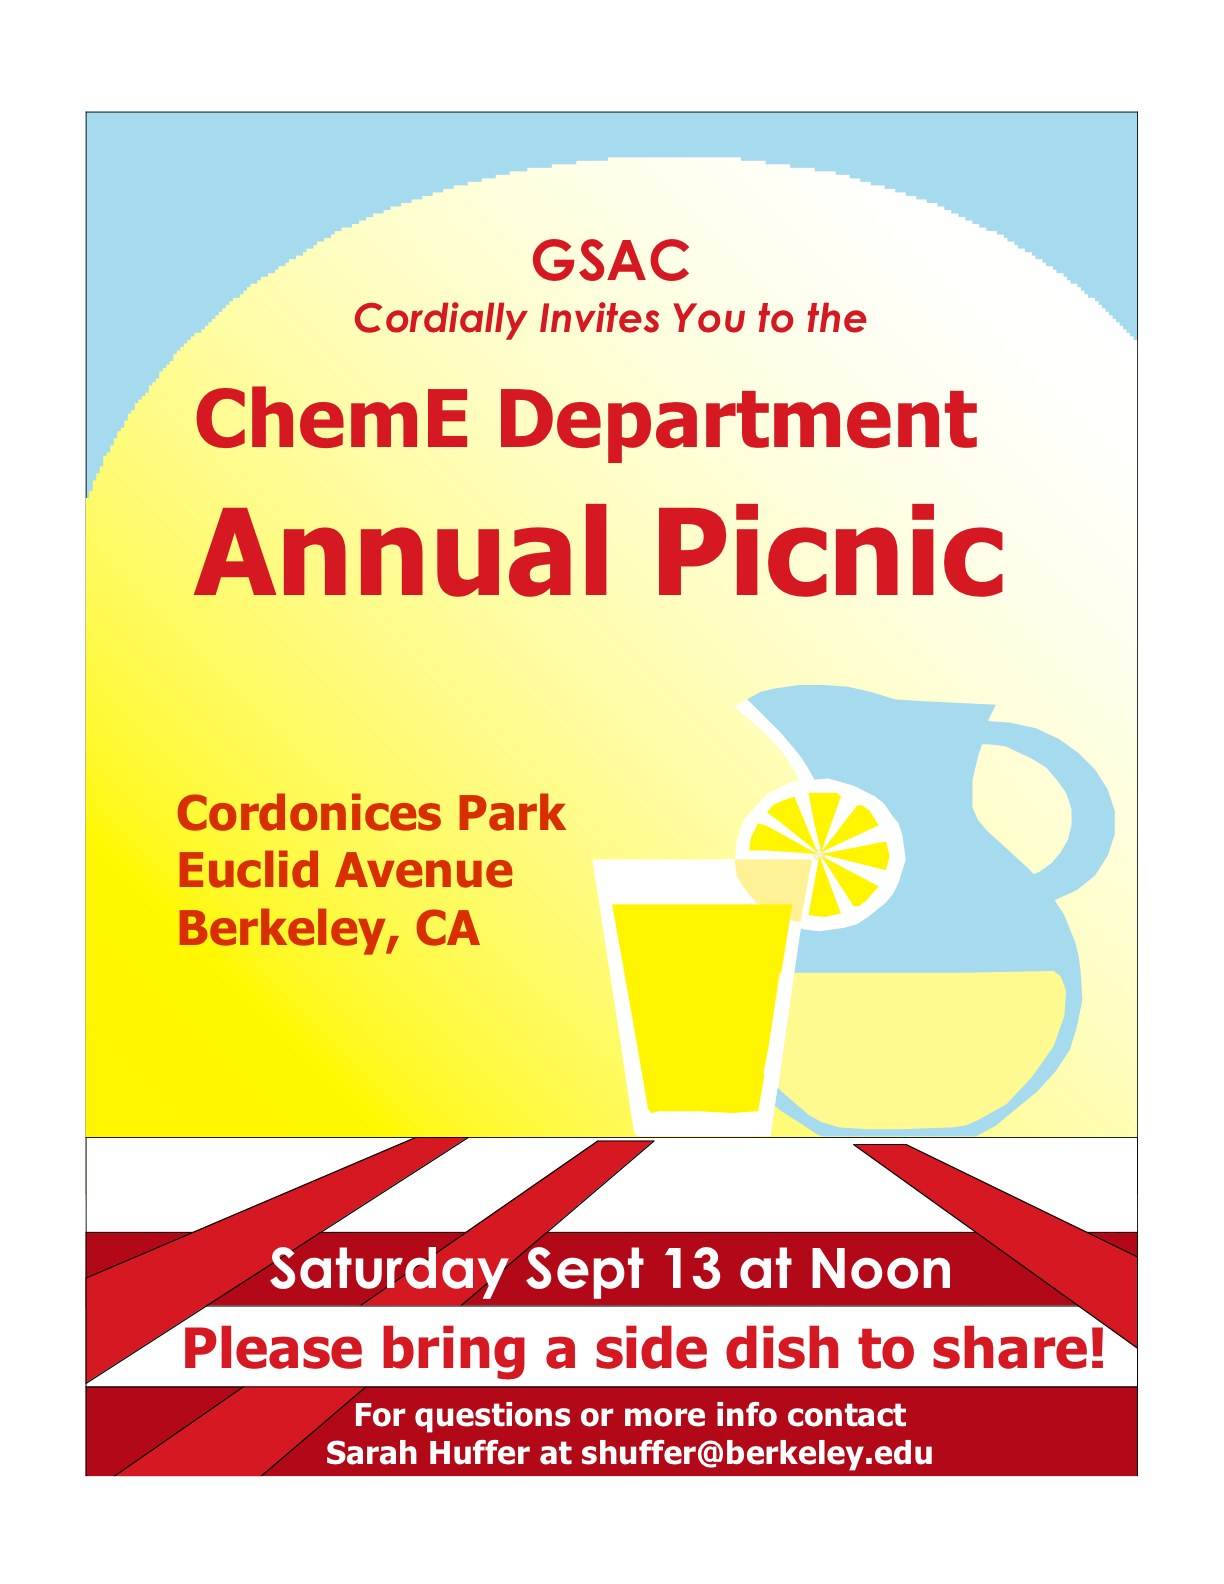 GSAC
Cordially Invites You to the
ChemE Department
Annual Picnic
Cordonices Park
Euclid Avenue
Berkeley, CA
Saturday Sept 13 at Noon
Please bring a side dish to share!
For questions or more info contact
Sarah Huffer at shuffer@berkeley.edu